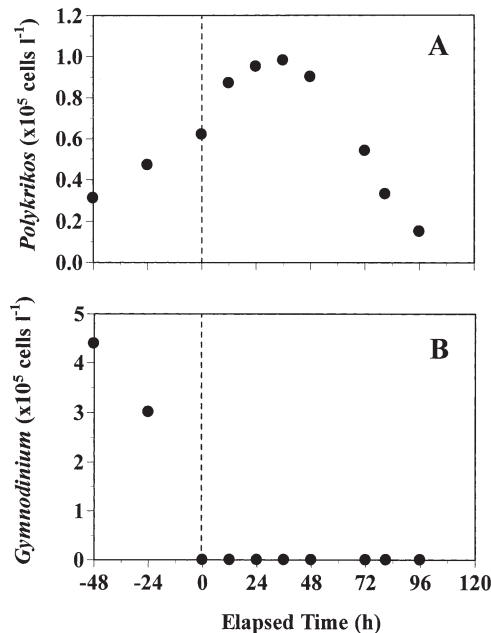 1.2
1.0
0.8
0.6
0.4
0.2
0.0
Polykrikos (x10⁵ cells l⁻¹)
A
5
4
3
2
1
0
Gymnodinium (x10⁵ cells l⁻¹)
B
-48 -24 0 24 48 72 96 120
Elapsed Time (h)